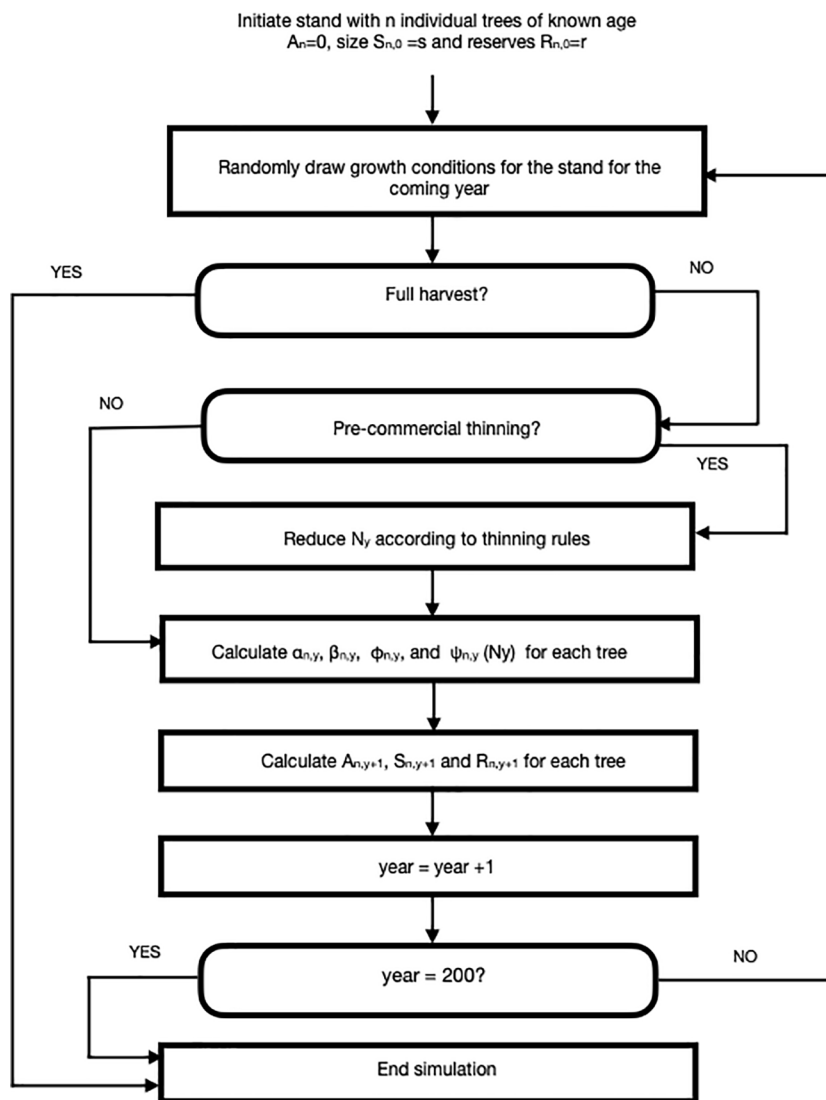 Initiate stand with n individual trees of known age
Aₙ=0, size Sₙ,₀ =s and reserves Rₙ,₀=r
Randomly draw growth conditions for the stand for the
coming year
YES
Full harvest?
NO
NO
Pre-commercial thinning?
YES
Reduce Nᵧ according to thinning rules
Calculate αn,y, βn,y, ϕn,y, and ψn,y (Ny) for each tree
Calculate An,y+1, Sn,y+1 and Rn,y+1 for each tree
year = year +1
YES
year = 200?
NO
End simulation